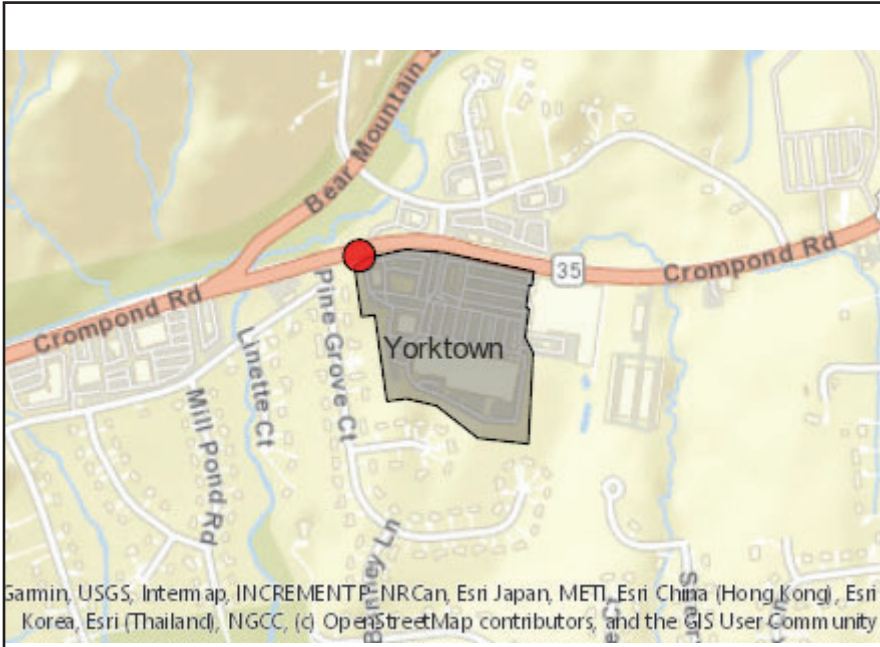 Bear Mountain S
35
Crompond Rd
Crompond Rd
Pine Grove Ct
Yorktown
Linette Ct
Mill Pond Rd
Ln
Garmin, USGS, Intermap, INCREMENT P, NRCan, Esri Japan, METI, Esri China (Hong Kong), Esri
Korea, Esri (Thailand), NGCC, (c) OpenStreetMap contributors, and the GIS User Community